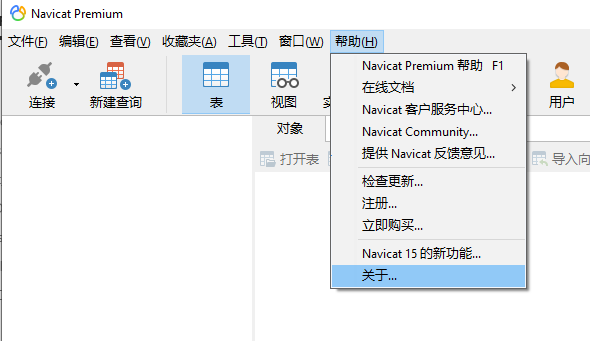 Navicat Premium
文件(F) 编辑(E) 查看(V) 收藏夹(A) 工具(T) 窗口(W) 帮助(H)
连接 新建查询 表 视图 用户
对象
打开表 导入向
Navicat Premium 帮助 F1
在线文档
Navicat 客户服务中心...
Navicat Community...
提供 Navicat 反馈意见...
检查更新...
注册...
立即购买...
Navicat 15 的新功能...
关于...